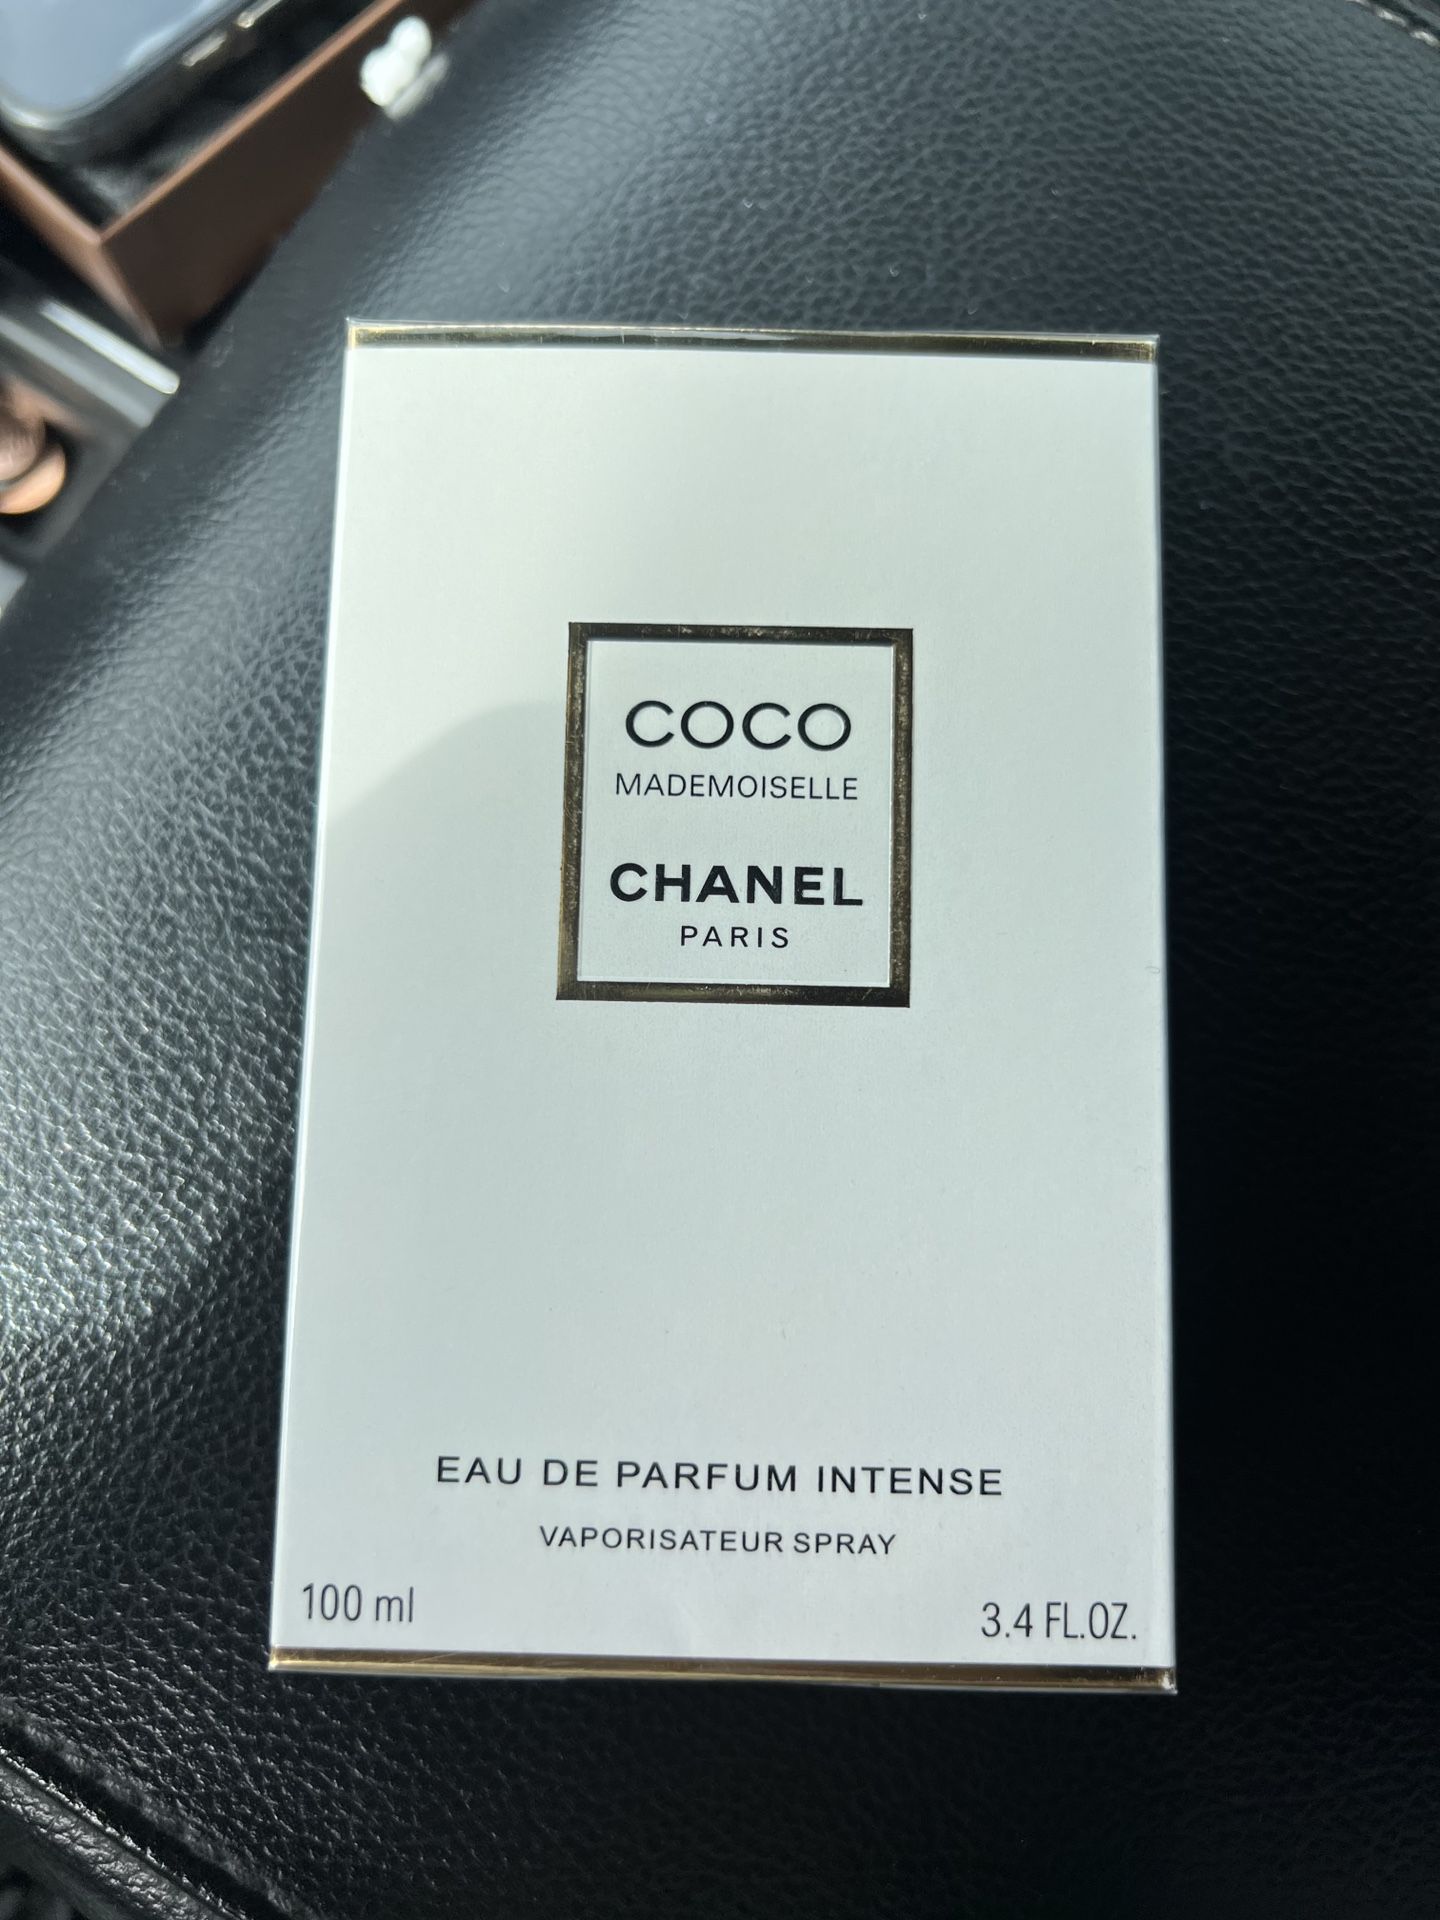 COCO
MADEMOISELLE
CHANEL
PARIS
EAU DE PARFUM INTENSE
VAPORISATEUR SPRAY
100 ml
3.4 FL.OZ.